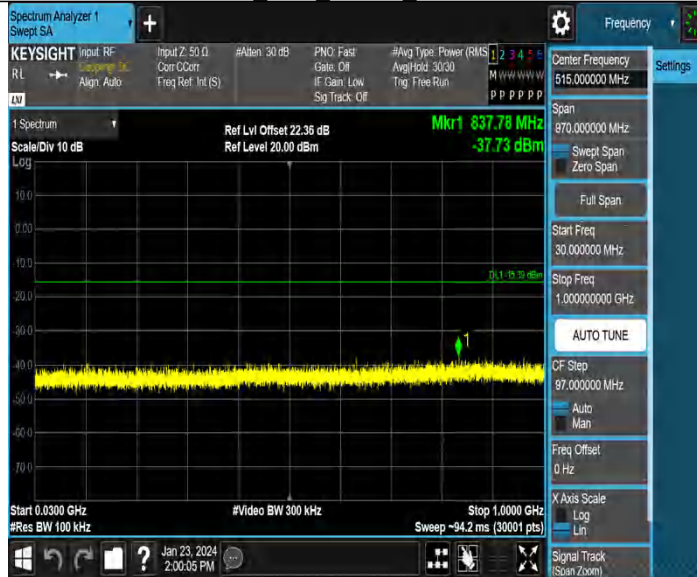 Spectrum Analyzer 1
Swept SA
Frequency
KEYSIGHT
Input: RF
Align: Auto
Input Z: 50 Ω
Corr CCorr
Freq Ref: Int (S)
#Atten: 30 dB
PNO: Fast
Gate: Off
IF Gain: Low
Sig Track: Off
#Avg Type: Power (RMS
Avg|Hold: 30/30
Trig: Free Run
1 2 3 4 5 6
M W W W W W
P P P P P P
R L
LXI
Center Frequency
515.000000 MHz
Settings
1 Spectrum
Scale/Div 10 dB
Log
Ref Lvl Offset 22.36 dB
Ref Level 20.00 dBm
Mkr1 837.78 MHz
-37.73 dBm
Span
970.000000 MHz
Swept Span
Zero Span
Full Span
Start Freq
30.000000 MHz
Stop Freq
1.000000000 GHz
AUTO TUNE
CF Step
97.000000 MHz
Auto
Man
Freq Offset
0 Hz
X Axis Scale
Log
Lin
Signal Track
(Span Zoom)
10.0
0.00
-10.0
-20.0
-30.0
-40.0
-50.0
-60.0
-70.0
1
Start 0.0300 GHz
#Res BW 100 kHz
#Video BW 300 kHz
Stop 1.0000 GHz
Sweep ~94.2 ms (30001 pts)
?
Jan 23, 2024
2:00:05 PM